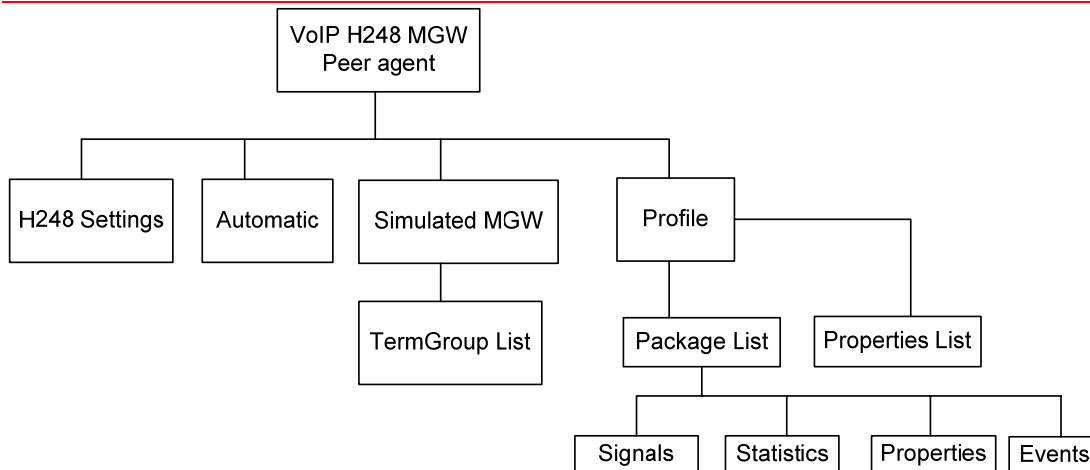 VoIP H248 MGW
Peer agent
H248 Settings
Automatic
Simulated MGW
Profile
TermGroup List
Package List
Properties List
Signals
Statistics
Properties
Events